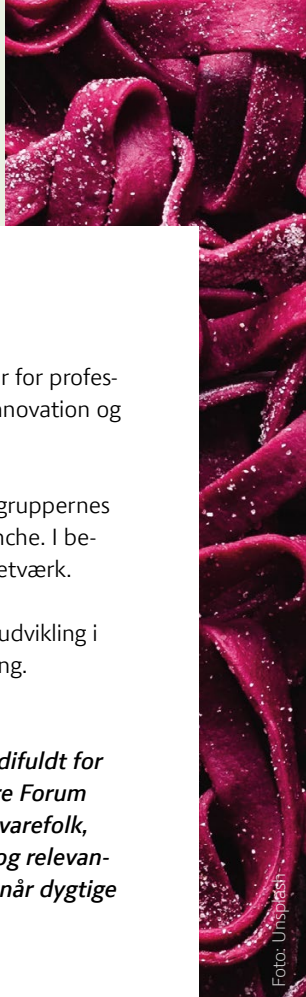 r for profes-
nnovation og
gruppernes
nche. I be-
etværk.
udvikling i
ng.
difuldt for
re Forum
varefolk,
og relevan-
når dygtige
Foto: Unsplash